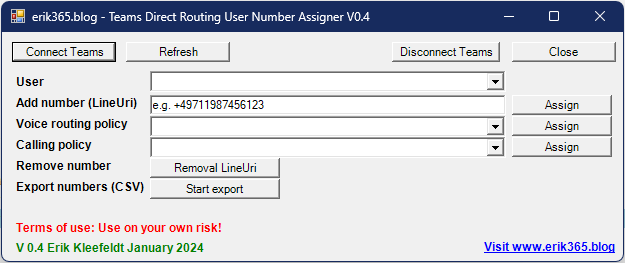 erik365.blog - Teams Direct Routing User Number Assigner V0.4
Connect Teams Refresh Disconnect Teams Close
User
Add number (LineUri) e.g. +49711987456123 Assign
Voice routing policy Assign
Calling policy Assign
Remove number Removal LineUri
Export numbers (CSV) Start export
Terms of use: Use on your own risk!
V 0.4 Erik Kleefeldt January 2024 Visit www.erik365.blog